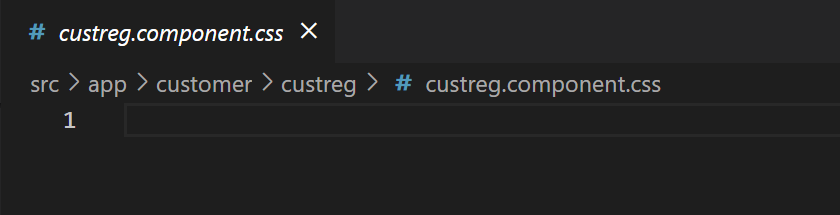 # custreg.component.css ×
src > app > customer > custreg > # custreg.component.css
1